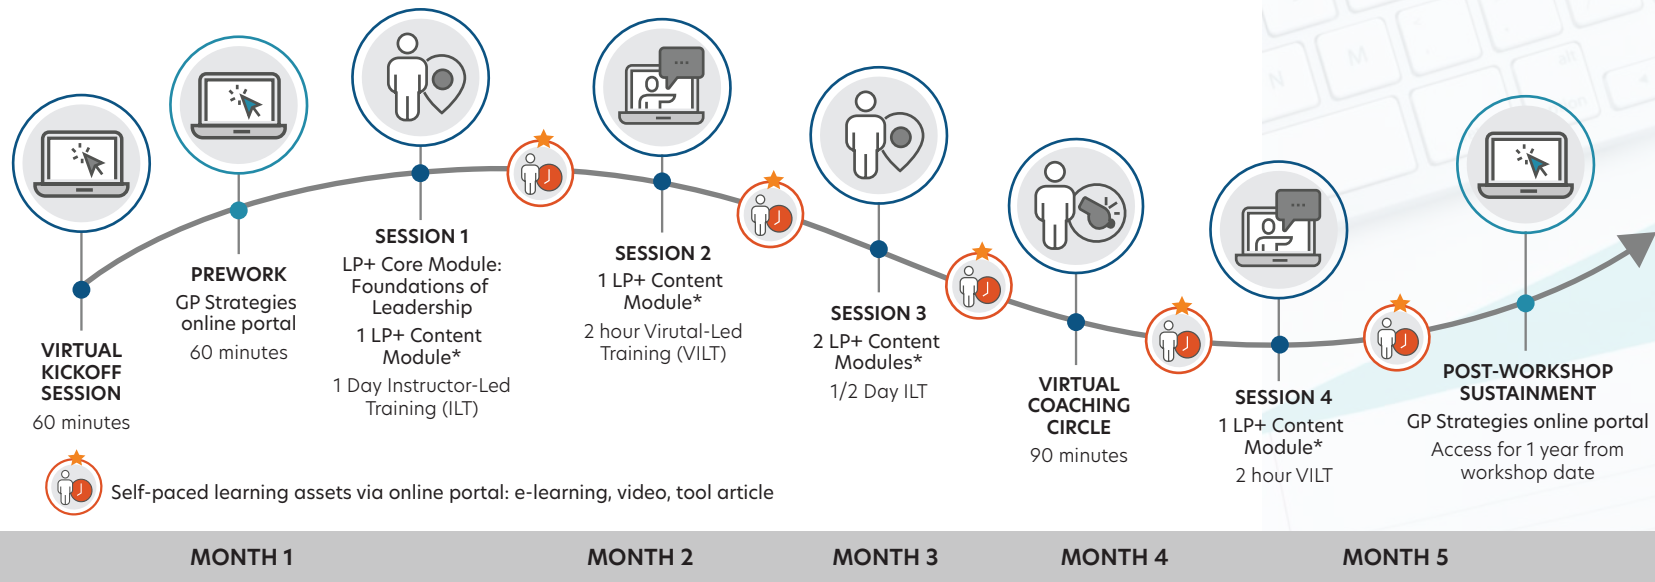 VIRTUAL
KICKOFF
SESSION
60 minutes
PREWORK
GP Strategies
online portal
60 minutes
SESSION 1
LP+ Core Module:
Foundations of
Leadership
1 LP+ Content
Module*
1 Day Instructor-Led
Training (ILT)
SESSION 2
1 LP+ Content
Module*
2 hour Virutal-Led
Training (VILT)
SESSION 3
2 LP+ Content
Modules*
1/2 Day ILT
VIRTUAL
COACHING
CIRCLE
90 minutes
SESSION 4
1 LP+ Content
Module*
2 hour VILT
POST-WORKSHOP
SUSTAINMENT
GP Strategies online portal
Access for 1 year from
workshop date
Self-paced learning assets via online portal: e-learning, video, tool article
MONTH 1
MONTH 2
MONTH 3
MONTH 4
MONTH 5
N
M
alt